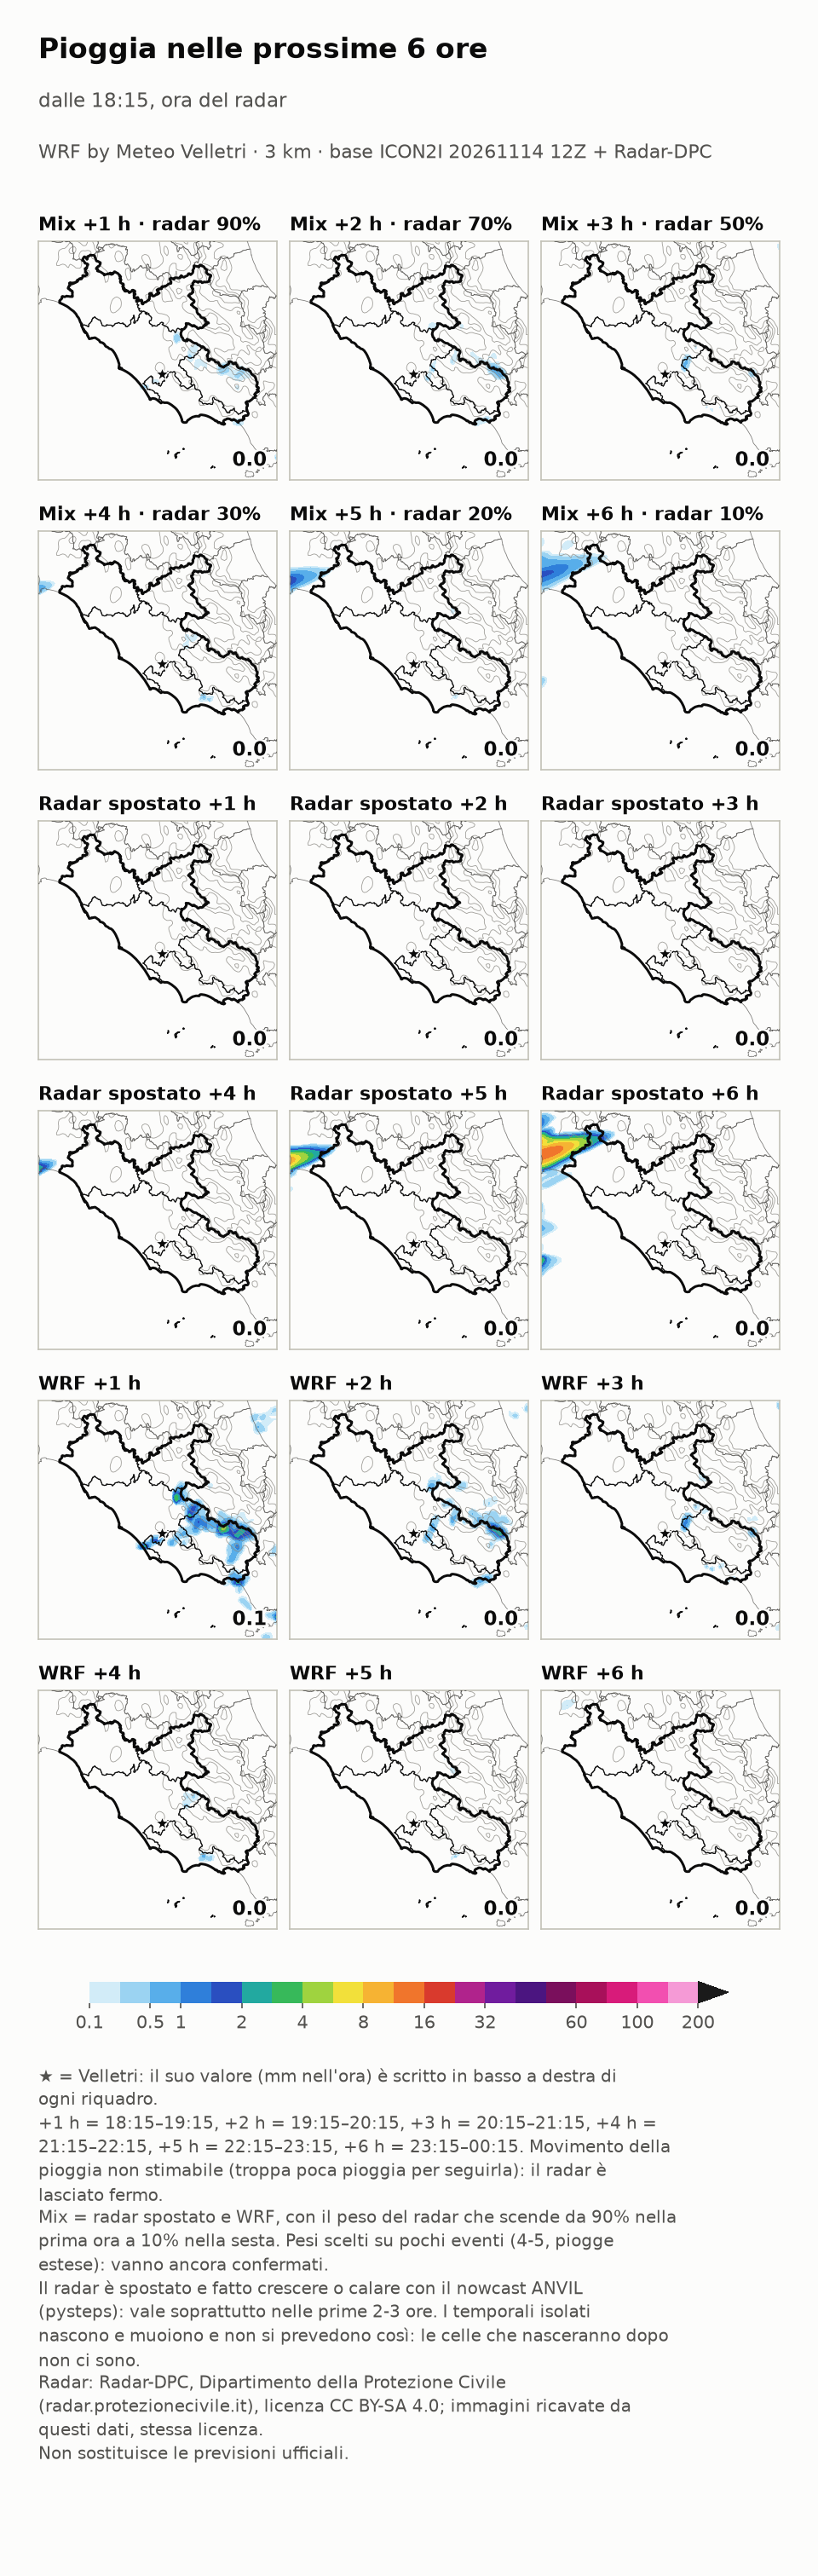 Pioggia nelle prossime 6 ore
dalle 18:15, ora del radar
WRF by Meteo Velletri · 3 km · base ICON2I 20261114 12Z + Radar-DPC
Mix +1 h · radar 90%
Mix +2 h · radar 70%
Mix +3 h · radar 50%
0.0
0.0
0.0
Mix +4 h · radar 30%
Mix +5 h · radar 20%
Mix +6 h · radar 10%
0.0
0.0
0.0
Radar spostato +1 h
Radar spostato +2 h
Radar spostato +3 h
0.0
0.0
0.0
Radar spostato +4 h
Radar spostato +5 h
Radar spostato +6 h
0.0
0.0
0.0
WRF +1 h
WRF +2 h
WRF +3 h
0.1
0.0
0.0
WRF +4 h
WRF +5 h
WRF +6 h
0.0
0.0
0.0
0.1 0.5 1 2 4 8 16 32 60 100 200
★ = Velletri: il suo valore (mm nell'ora) è scritto in basso a destra di
ogni riquadro.
+1 h = 18:15–19:15, +2 h = 19:15–20:15, +3 h = 20:15–21:15, +4 h =
21:15–22:15, +5 h = 22:15–23:15, +6 h = 23:15–00:15. Movimento della
pioggia non stimabile (troppa poca pioggia per seguirla): il radar è
lasciato fermo.
Mix = radar spostato e WRF, con il peso del radar che scende da 90% nella
prima ora a 10% nella sesta. Pesi scelti su pochi eventi (4-5, piogge
estese): vanno ancora confermati.
Il radar è spostato e fatto crescere o calare con il nowcast ANVIL
(pysteps): vale soprattutto nelle prime 2-3 ore. I temporali isolati
nascono e muoiono e non si prevedono così: le celle che nasceranno dopo
non ci sono.
Radar: Radar-DPC, Dipartimento della Protezione Civile
(radar.protezionecivile.it), licenza CC BY-SA 4.0; immagini ricavate da
questi dati, stessa licenza.
Non sostituisce le previsioni ufficiali.